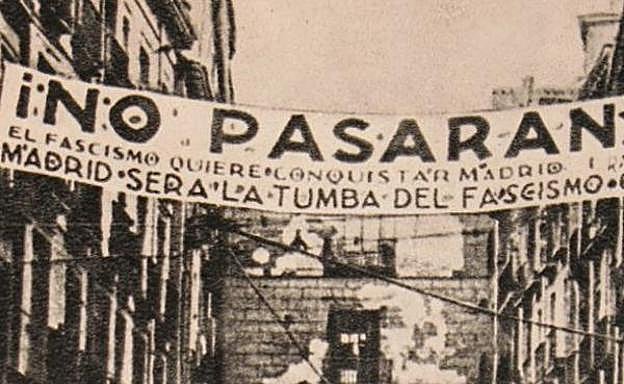 ¡NO PASARAN
EL FASCISMO QUIERE CONQUISTAR MADRID
MADRID·SERA·LA·TUMBA·DEL·FASCISMO·